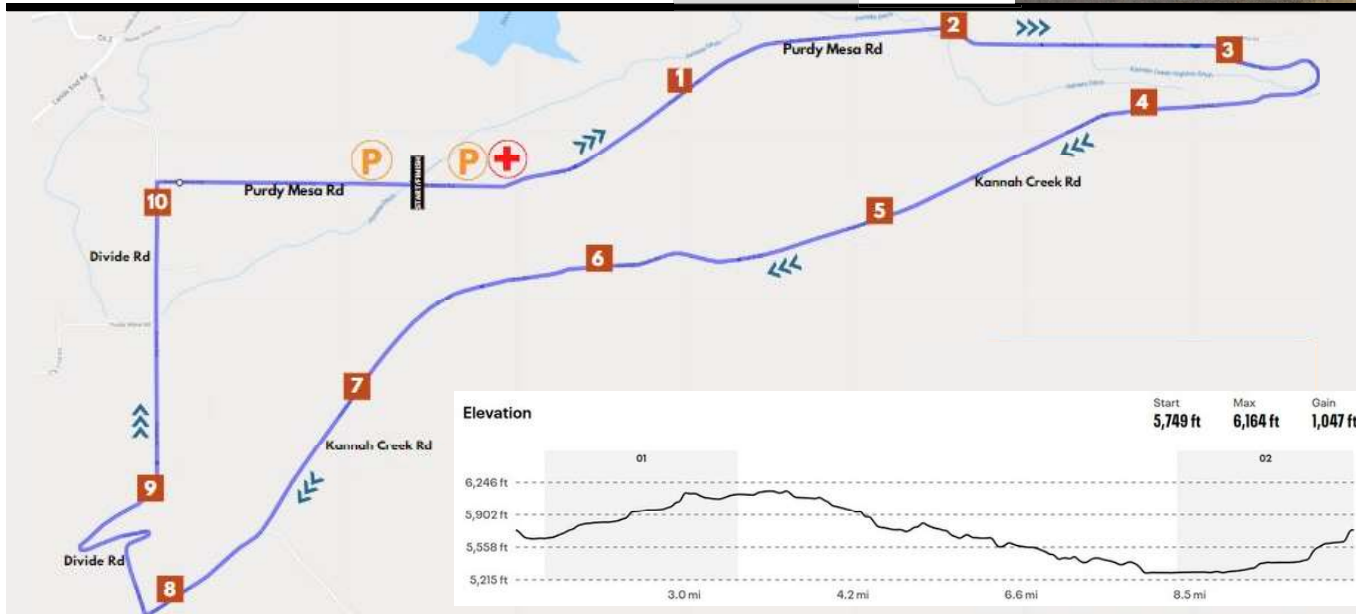 2
>>>
Purdy Mesa Rd
3
1
4
P
P
START/FINISH
Purdy Mesa Rd
Kannah Creek Rd
10
5
Divide Rd
6
7
Kannah Creek Rd
9
Divide Rd
8
Elevation
Start
5,749 ft
Max
6,164 ft
Gain
1,047 ft
01
02
6,246 ft
5,902 ft
5,558 ft
5,215 ft
3.0 mi
4.2 mi
6.6 mi
8.5 mi